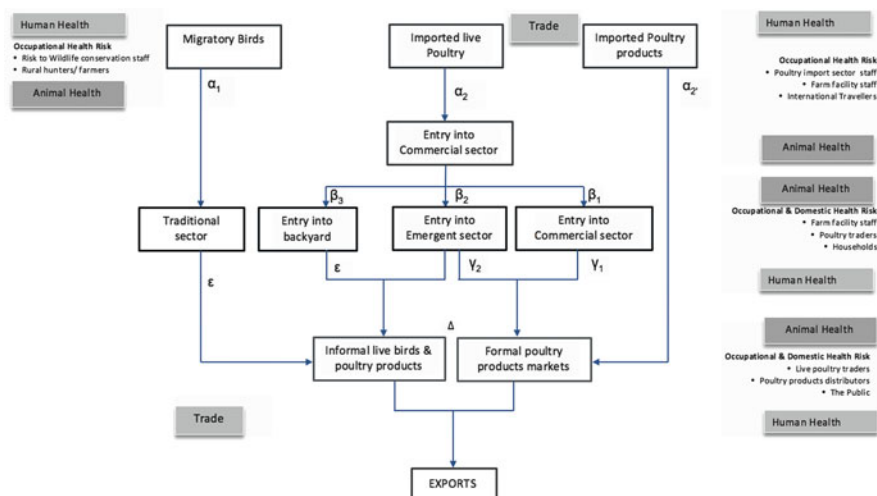 Human Health
Occupational Health Risk
• Risk to Wildlife conservation staff
• Rural hunters/ farmers
Animal Health
Migratory Birds
Imported live
Poultry
Trade
Imported Poultry
products
Human Health
Occupational Health Risk
• Poultry import sector staff
• Farm facility staff
• International Travellers
Animal Health
α1
α2
α2'
Entry into
Commercial sector
β3
β2
β1
Traditional
sector
Entry into
backyard
Entry into
Emergent sector
Entry into
Commercial sector
Animal Health
Occupational & Domestic Health Risk
• Farm facility staff
• Poultry traders
• Households
Human Health
ε
ε
γ2
γ1
Δ
Informal live birds &
poultry products
Formal poultry
products markets
Animal Health
Occupational & Domestic Health Risk
• Live poultry traders
• Poultry products distributors
• The Public
Human Health
Trade
EXPORTS